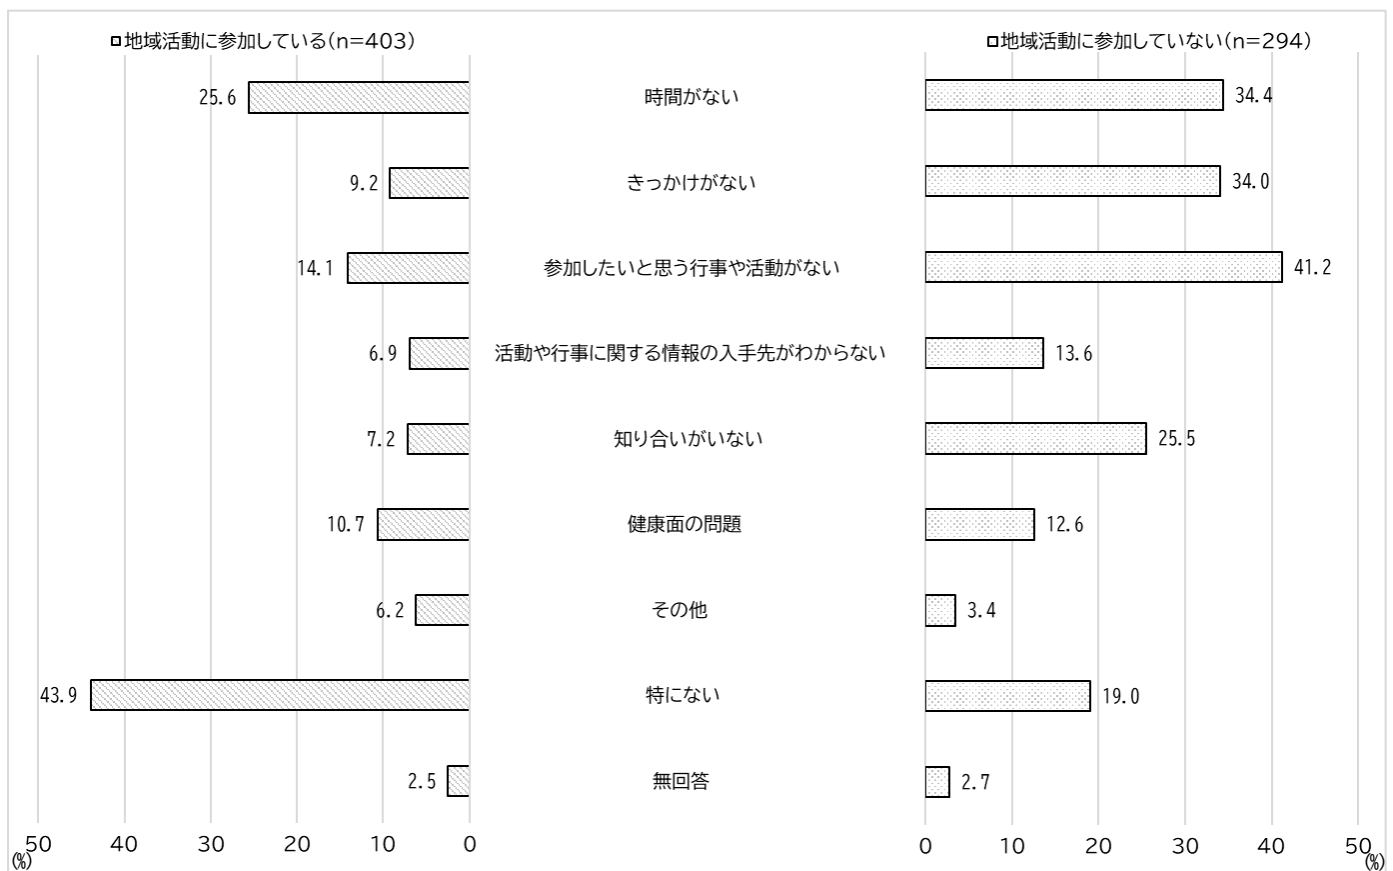 地域活動に参加している(n=403)
地域活動に参加していない(n=294)
25.6 時間がない 34.4
9.2 きっかけがない 34.0
14.1 参加したいと思う行事や活動がない 41.2
6.9 活動や行事に関する情報の入手先がわからない 13.6
7.2 知り合いがいない 25.5
10.7 健康面の問題 12.6
6.2 その他 3.4
43.9 特にない 19.0
2.5 無回答 2.7
50 40 30 20 10 0
0 10 20 30 40 50
(%)
(%)